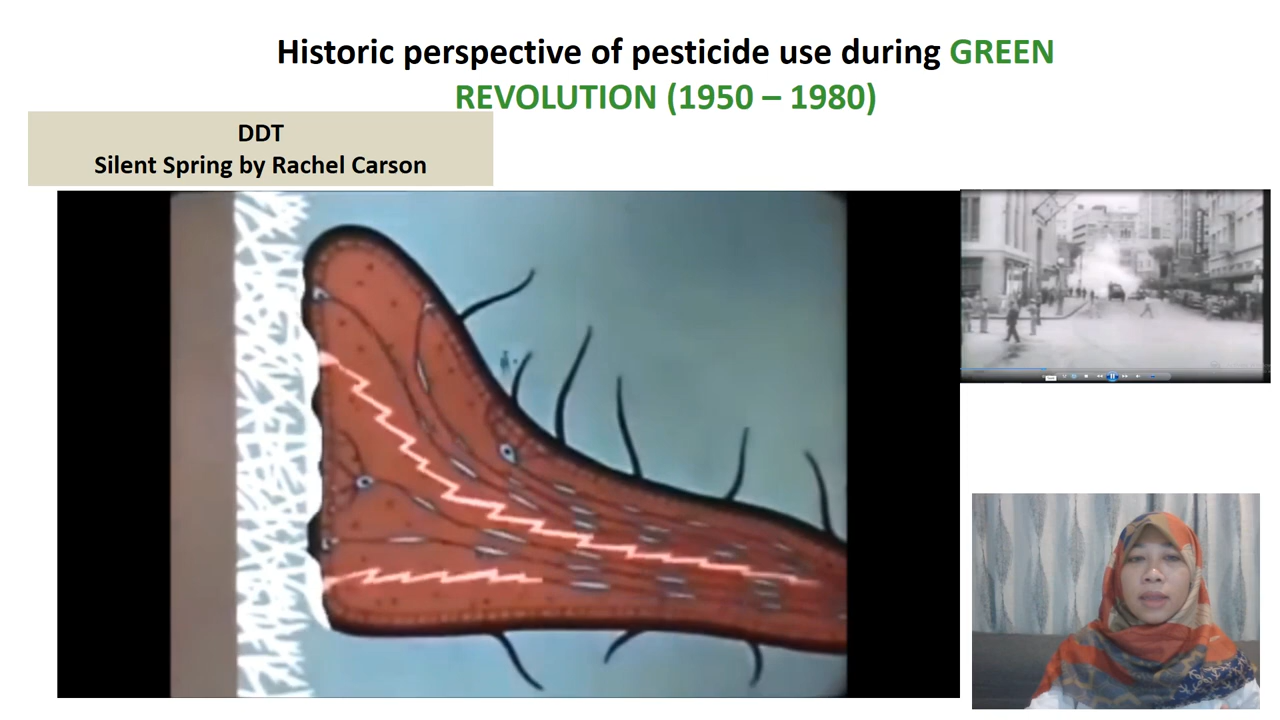 Historic perspective of pesticide use during GREEN
REVOLUTION (1950 – 1980)
DDT
Silent Spring by Rachel Carson